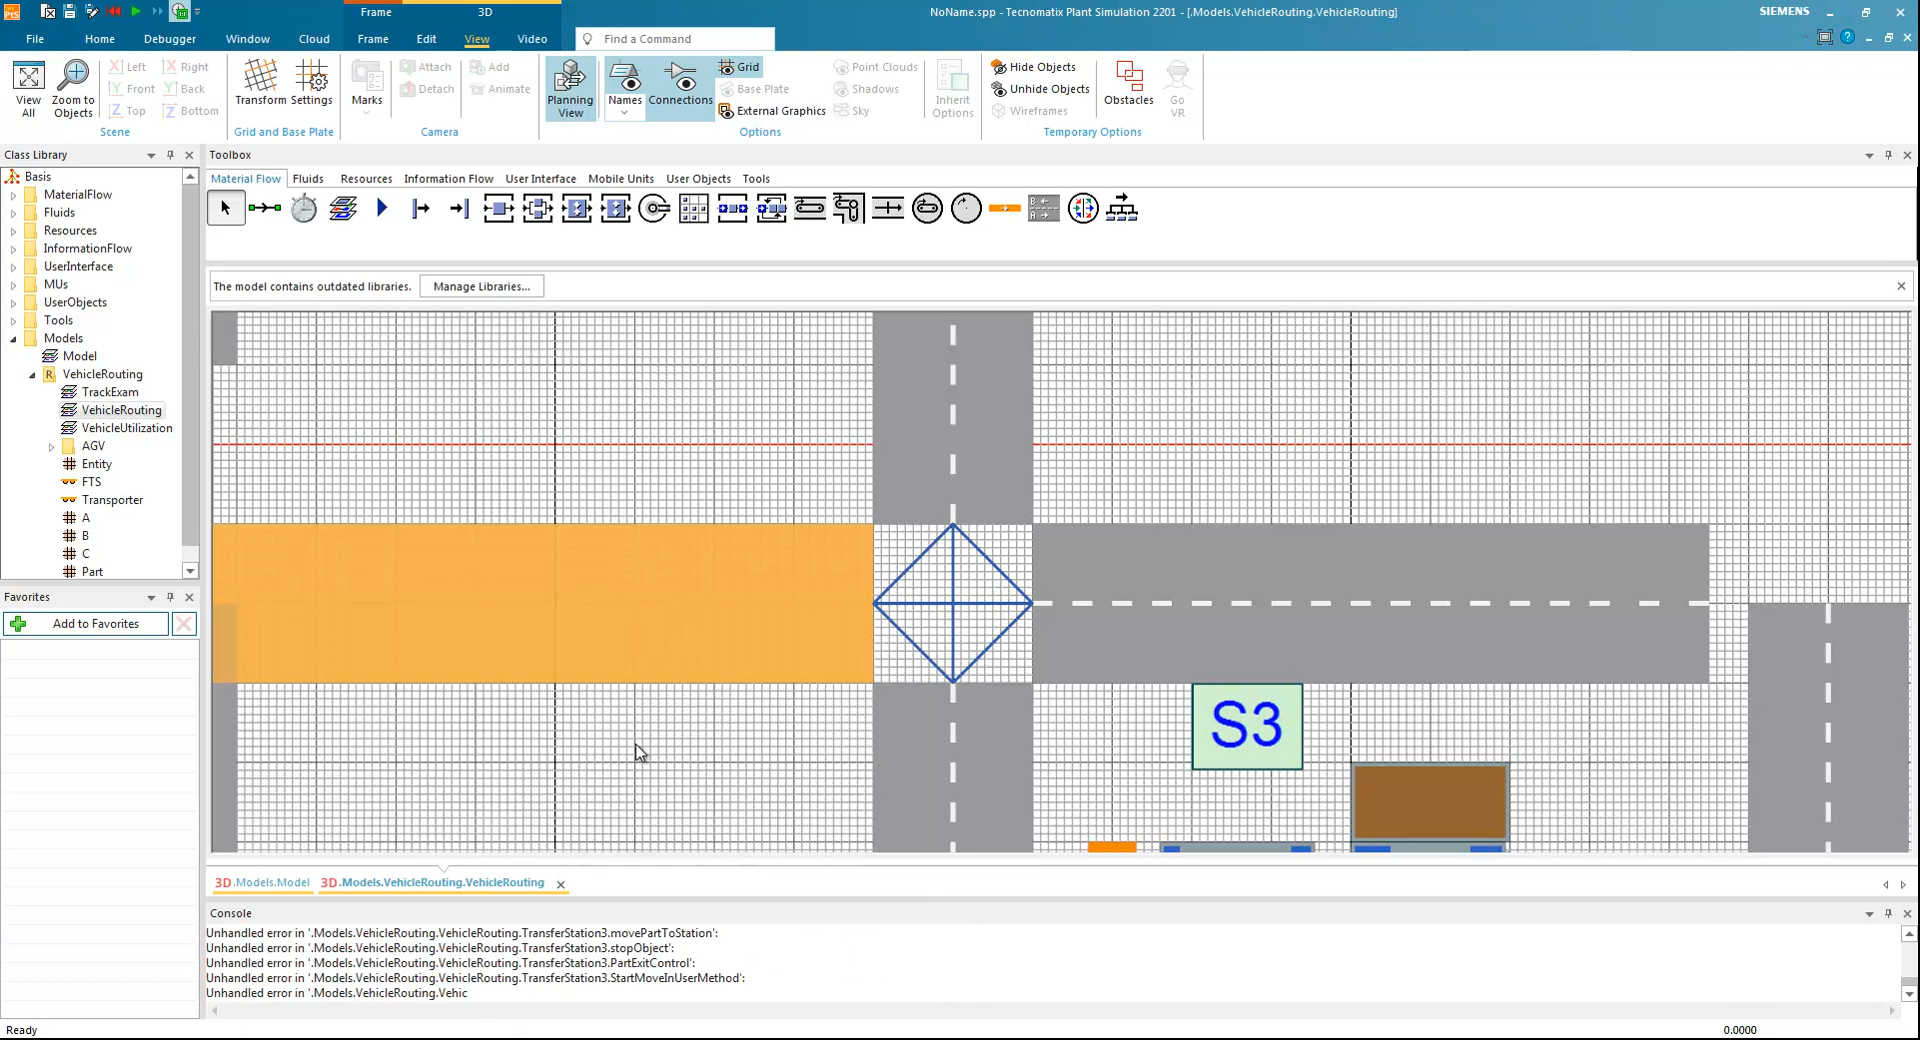 Frame
3D
NoName.spp - Tecnomatix Plant Simulation 2201 - [.Models.VehicleRouting.VehicleRouting]
SIEMENS
File
Home
Debugger
Window
Cloud
Frame
Edit
View
Video
Find a Command
View All
Zoom to Objects
Left
Right
Front
Back
Top
Bottom
Scene
Transform
Settings
Grid and Base Plate
Marks
Attach
Detach
Add
Animate
Camera
Planning View
Names
Connections
Grid
Base Plate
External Graphics
Point Clouds
Shadows
Sky
Options
Inherit Options
Hide Objects
Unhide Objects
Wireframes
Obstacles
Go VR
Temporary Options
Class Library
Basis
MaterialFlow
Fluids
Resources
InformationFlow
UserInterface
MUs
UserObjects
Tools
Models
Model
VehicleRouting
TrackExam
VehicleRouting
VehicleUtilization
AGV
Entity
FTS
Transporter
A
B
C
Part
Favorites
Add to Favorites
Toolbox
Material Flow
Fluids
Resources
Information Flow
User Interface
Mobile Units
User Objects
Tools
The model contains outdated libraries.
Manage Libraries...
S3
3D.Models.Model
3D.Models.VehicleRouting.VehicleRouting
Console
Unhandled error in '.Models.VehicleRouting.VehicleRouting.TransferStation3.movePartToStation':
Unhandled error in '.Models.VehicleRouting.VehicleRouting.TransferStation3.stopObject':
Unhandled error in '.Models.VehicleRouting.VehicleRouting.TransferStation3.PartExitControl':
Unhandled error in '.Models.VehicleRouting.VehicleRouting.TransferStation3.StartMoveInUserMethod':
Unhandled error in '.Models.VehicleRouting.Vehic
Ready
0.0000